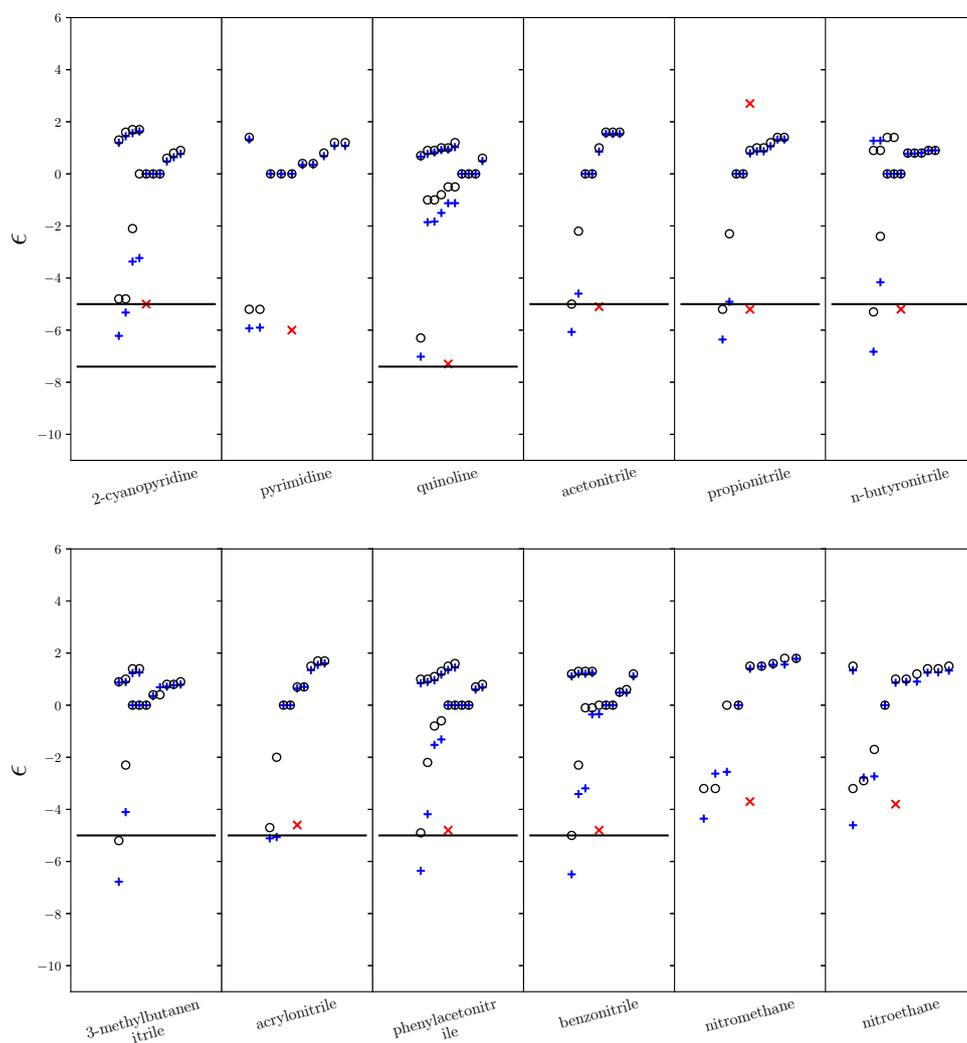 6
4
2
0
−2
−4
−6
−8
−10
ϵ
2-cyanopyridine
pyrimidine
quinoline
acetonitrile
propionitrile
n-butyronitrile
6
4
2
0
−2
−4
−6
−8
−10
ϵ
3-methylbutanen
itrile
acrylonitrile
phenylacetonitr
ile
benzonitrile
nitromethane
nitroethane